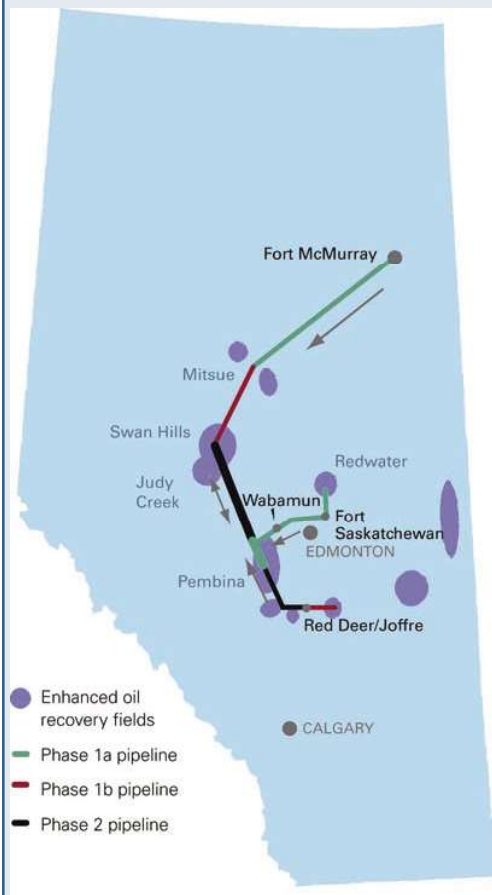 Fort McMurray
Mitsue
Swan Hills
Redwater
Judy
Creek
Wabamun
Fort
Saskatchewan
EDMONTON
Pembina
Red Deer/Joffre
CALGARY
Enhanced oil
recovery fields
Phase 1a pipeline
Phase 1b pipeline
Phase 2 pipeline